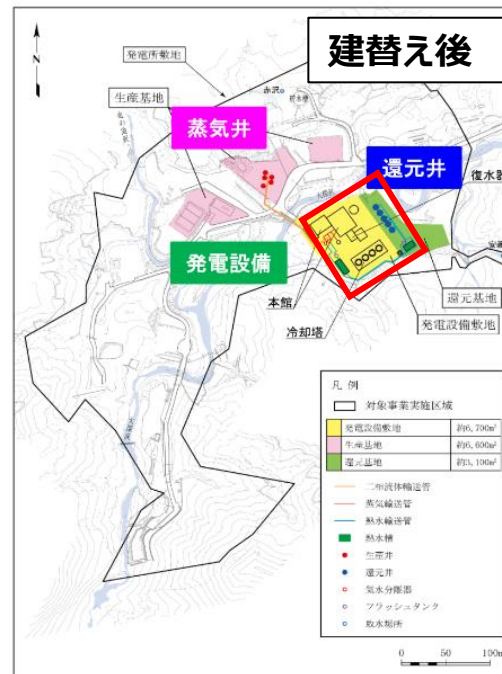 建替え後
N
発電所敷地
赤沢
貯水槽
生産基地
蒸気井
還元井
復水器
発電設備
本館
冷却塔
還元基地
発電設備敷地
凡例
対象事業実施区域
発電設備敷地 約6,700m²
生産基地 約6,600m²
還元基地 約3,100m²
二相流体輸送管
蒸気輸送管
熱水輸送管
熱水槽
生産井
還元井
気水分離器
フラッシュタンク
散水場所
0 50 100m